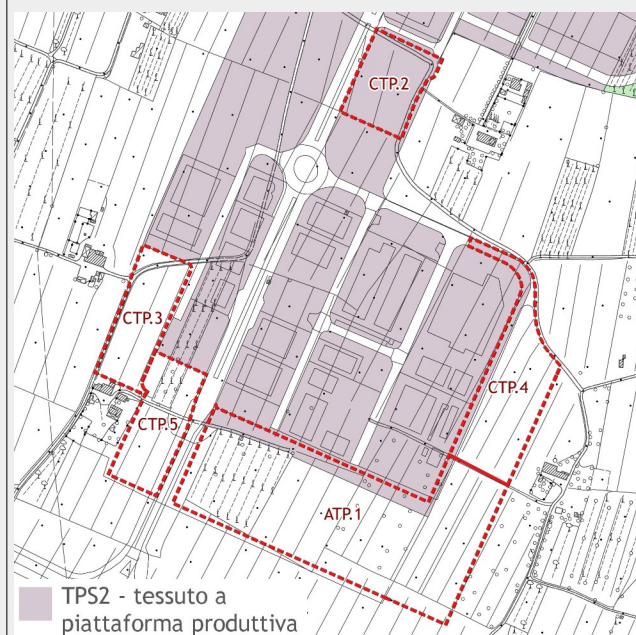 CTP.2
CTP.3
CTP.4
CTP.5
ATP.1
TPS2 - tessuto a
piattaforma produttiva